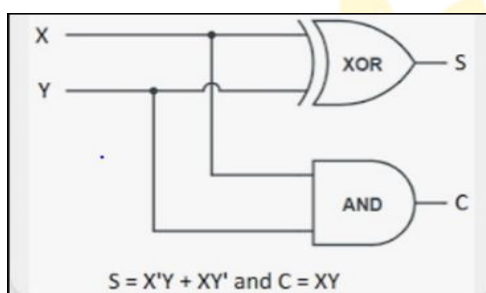 X
XOR
S
Y
AND
C
S = X'Y + XY' and C = XY